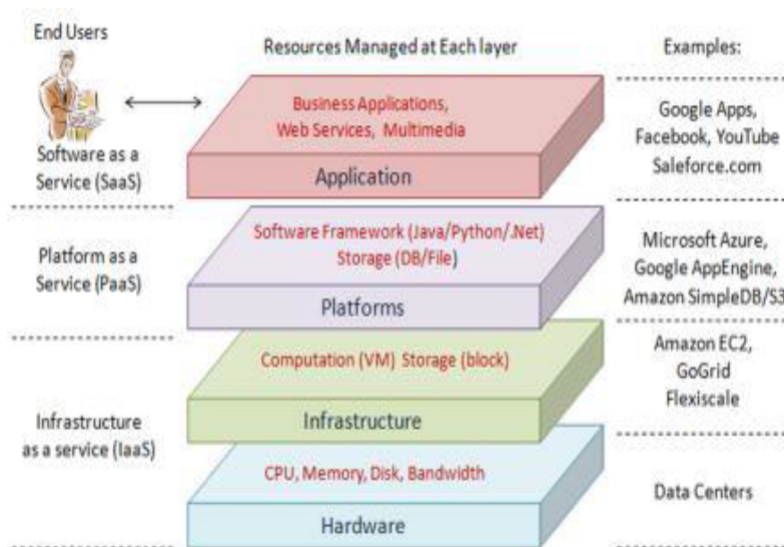 End Users
Resources Managed at Each layer
Examples:
Business Applications,
Web Services, Multimedia
Application
Google Apps,
Facebook, YouTube
Saleforce.com
Software as a
Service (SaaS)
Software Framework (Java/Python/.Net)
Storage (DB/File)
Platforms
Platform as a
Service (PaaS)
Microsoft Azure,
Google AppEngine,
Amazon SimpleDB/S3
Computation (VM) Storage (block)
Infrastructure
Amazon EC2,
GoGrid
Flexiscale
Infrastructure
as a service (IaaS)
CPU, Memory, Disk, Bandwidth
Hardware
Data Centers